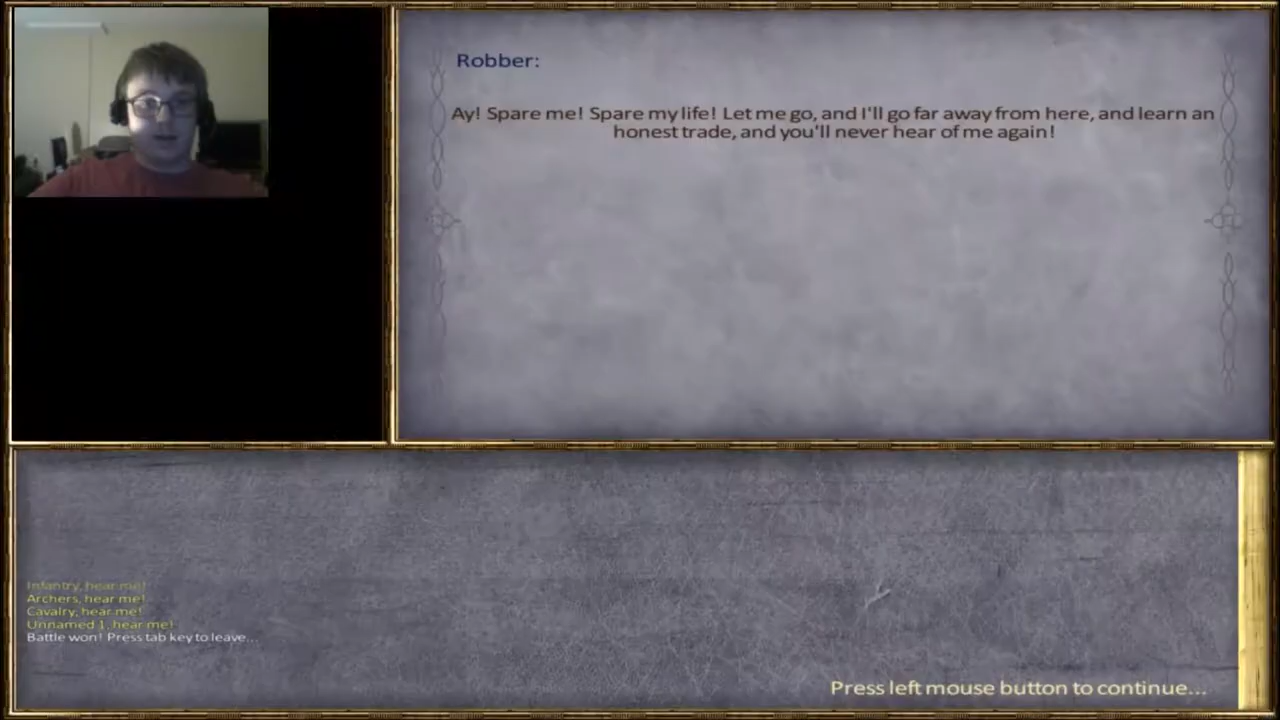 Robber:
Ay! Spare me! Spare my life! Let me go, and I'll go far away from here, and learn an
honest trade, and you'll never hear of me again!
Infantry, hear me!
Archers, hear me!
Cavalry, hear me!
Unnamed 1, hear me!
Battle won! Press tab key to leave...
Press left mouse button to continue...